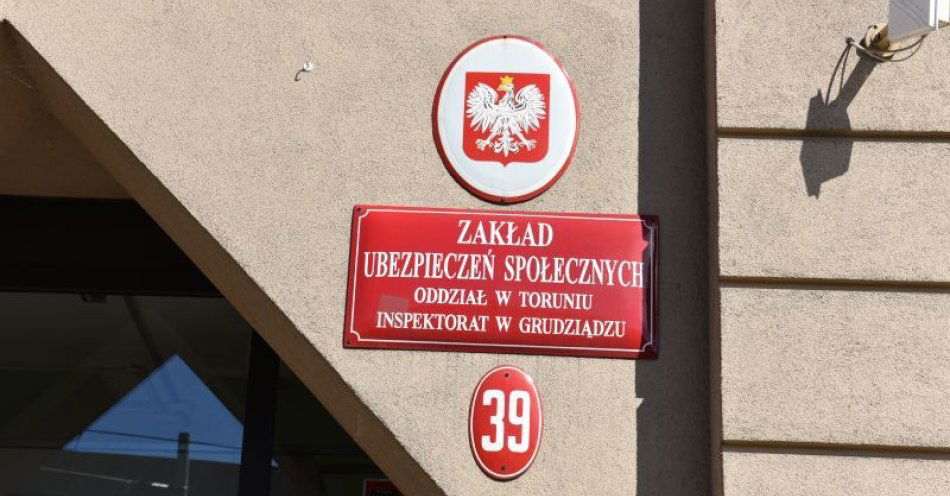 ZAKŁAD
UBEZPIECZEŃ SPOŁECZNYCH
ODDZIAŁ W TORUNIU
INSPEKTORAT W GRUDZIĄDZU
39